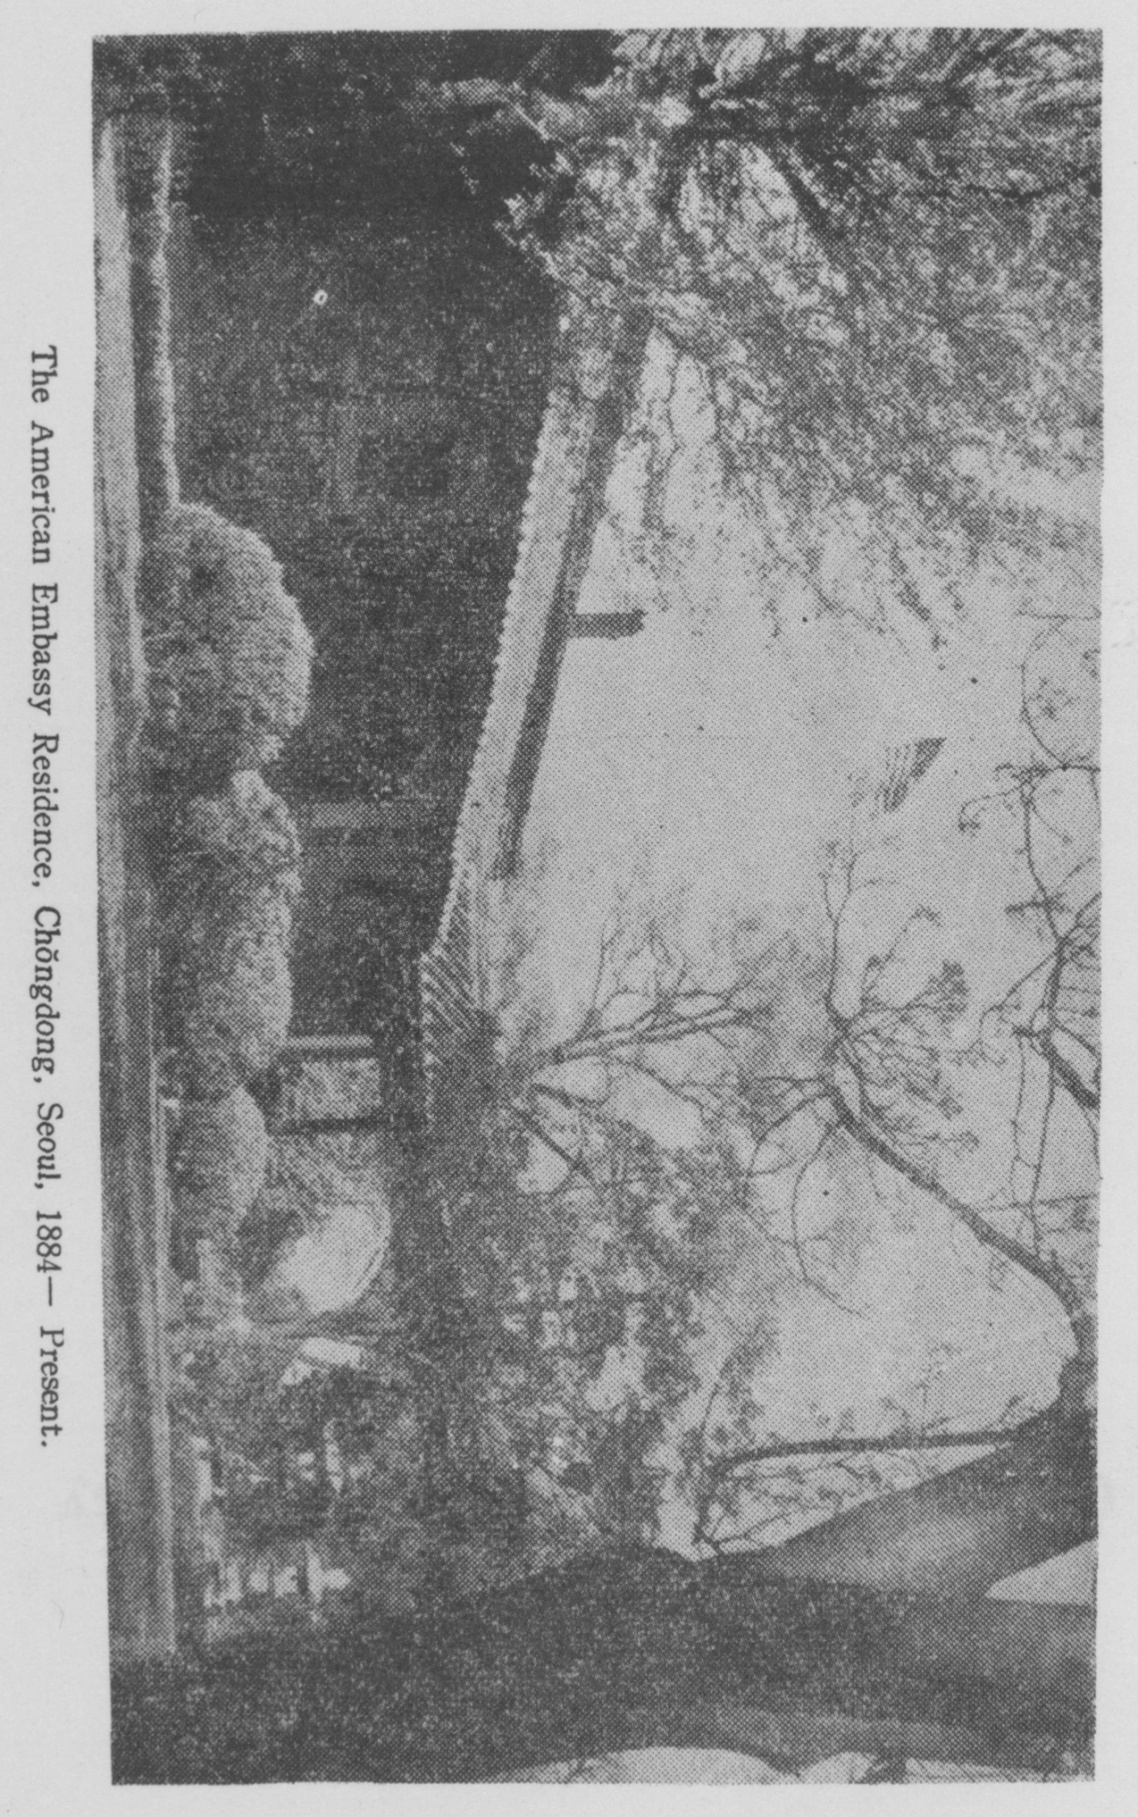 The American Embassy Residence, Chŏngdong, Seoul, 1884— Present.